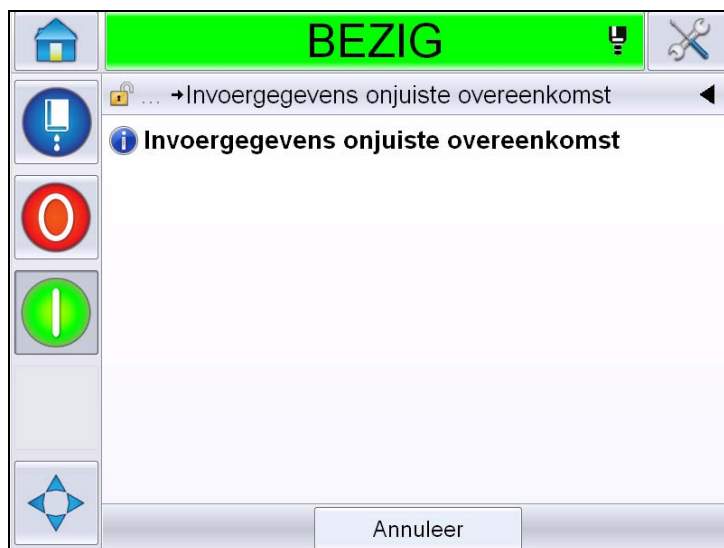 BEZIG
... →Invoergegevens onjuiste overeenkomst
Invoergegevens onjuiste overeenkomst
Annuleer